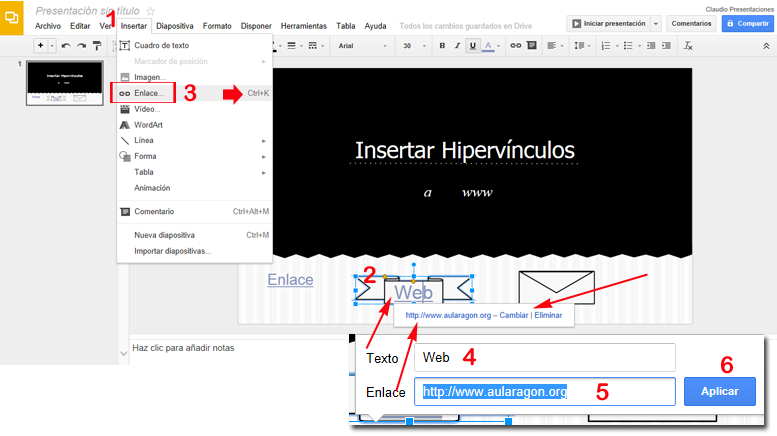 Presentación sin título
Claudio Presentaciones
1
Archivo Editar Ver Insertar Diapositiva Formato Disponer Herramientas Tabla Ayuda Todos los cambios guardados en Drive
Iniciar presentación Comentarios Compartir
Arial 30 B I U A
Cuadro de texto
Marcador de posición
Imagen...
Enlace... 3 Ctrl+K
Vídeo...
WordArt
Línea
Forma
Tabla
Animación
Comentario Ctrl+Alt+M
Nueva diapositiva Ctrl+M
Importar diapositivas...
1
Insertar Hipervínculos
a www
Insertar Hipervínculos
a www
Enlace
2
Web
http://www.aularagon.org – Cambiar | Eliminar
Haz clic para añadir notas
Texto Web 4
Enlace http://www.aularagon.org 5
6
Aplicar